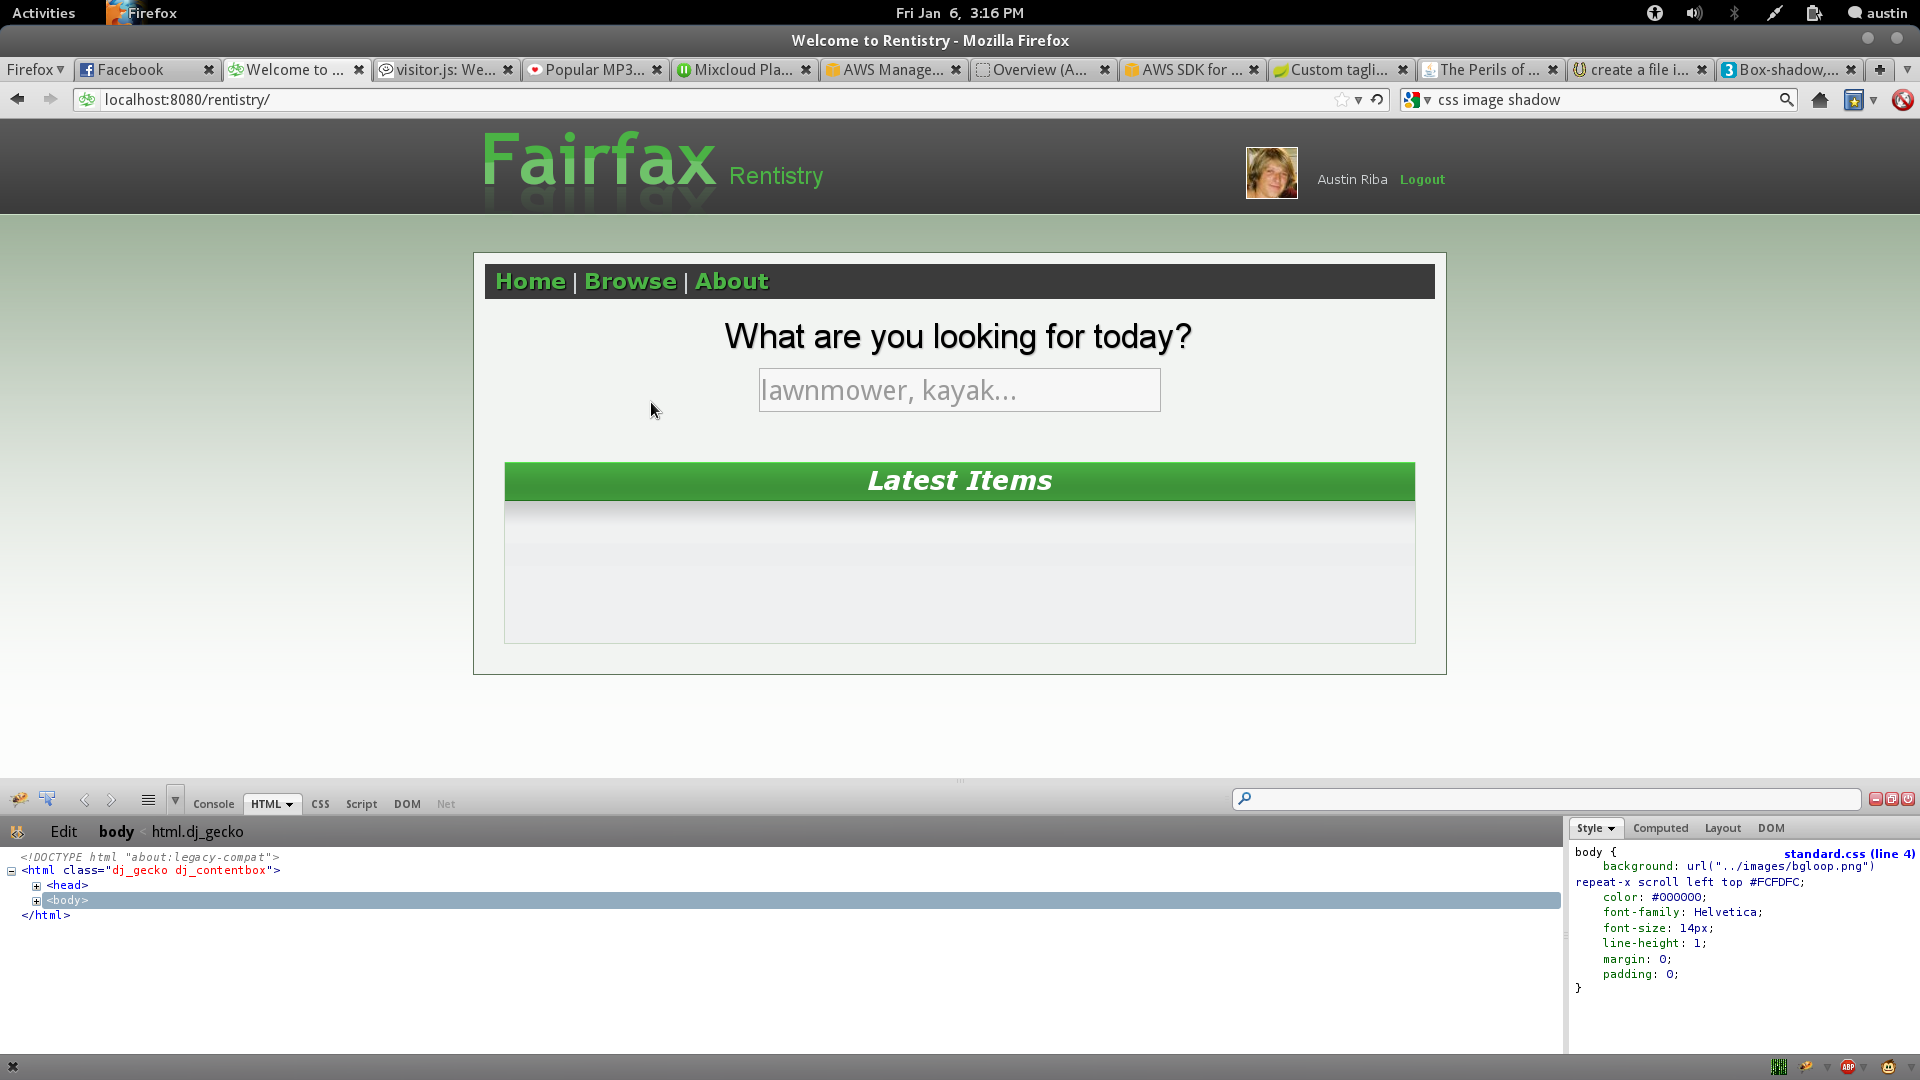 Activities Firefox Fri Jan 6, 3:16 PM austin
Welcome to Rentistry - Mozilla Firefox
Firefox Facebook Welcome to ... visitor.js: We... Popular MP3... Mixcloud Pla... AWS Manage... Overview (A... AWS SDK for ... Custom tagli... The Perils of ... create a file i... Box-shadow,...
localhost:8080/rentistry/ css image shadow
Fairfax Rentistry
Austin Riba Logout
Home | Browse | About
What are you looking for today?
lawnmower, kayak...
Latest Items
Console HTML CSS Script DOM Net
Edit body < html.dj_gecko
<!DOCTYPE html "about:legacy-compat">
<html class="dj_gecko dj_contentbox">
<head>
<body>
</html>
Style Computed Layout DOM
body { standard.css (line 4)
background: url("../images/bgloop.png")
repeat-x scroll left top #FCFDFC;
color: #000000;
font-family: Helvetica;
font-size: 14px;
line-height: 1;
margin: 0;
padding: 0;
}
ABP